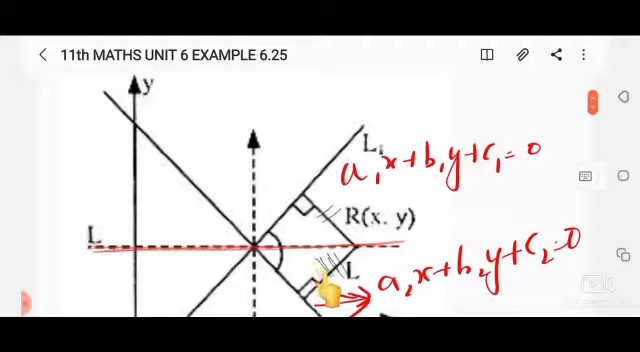 11th MATHS UNIT 6 EXAMPLE 6.25
y
L₁
a₁x+b₁y+c₁=0
R(x, y)
L
L
a₂x+b₂y+c₂=0